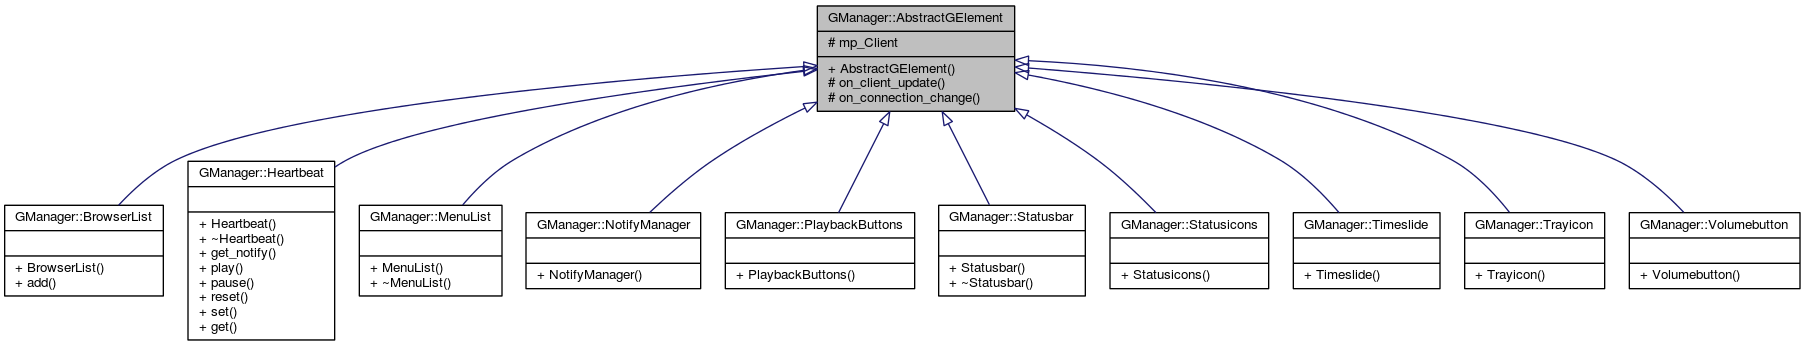 GManager::AbstractGElement
# mp_Client
+ AbstractGElement()
# on_client_update()
# on_connection_change()
GManager::BrowserList
+ BrowserList()
+ add()
GManager::Heartbeat
+ Heartbeat()
+ ~Heartbeat()
+ get_notify()
+ play()
+ pause()
+ reset()
+ set()
+ get()
GManager::MenuList
+ MenuList()
+ ~MenuList()
GManager::NotifyManager
+ NotifyManager()
GManager::PlaybackButtons
+ PlaybackButtons()
GManager::Statusbar
+ Statusbar()
+ ~Statusbar()
GManager::Statusicons
+ Statusicons()
GManager::Timeslide
+ Timeslide()
GManager::Trayicon
+ Trayicon()
GManager::Volumebutton
+ Volumebutton()